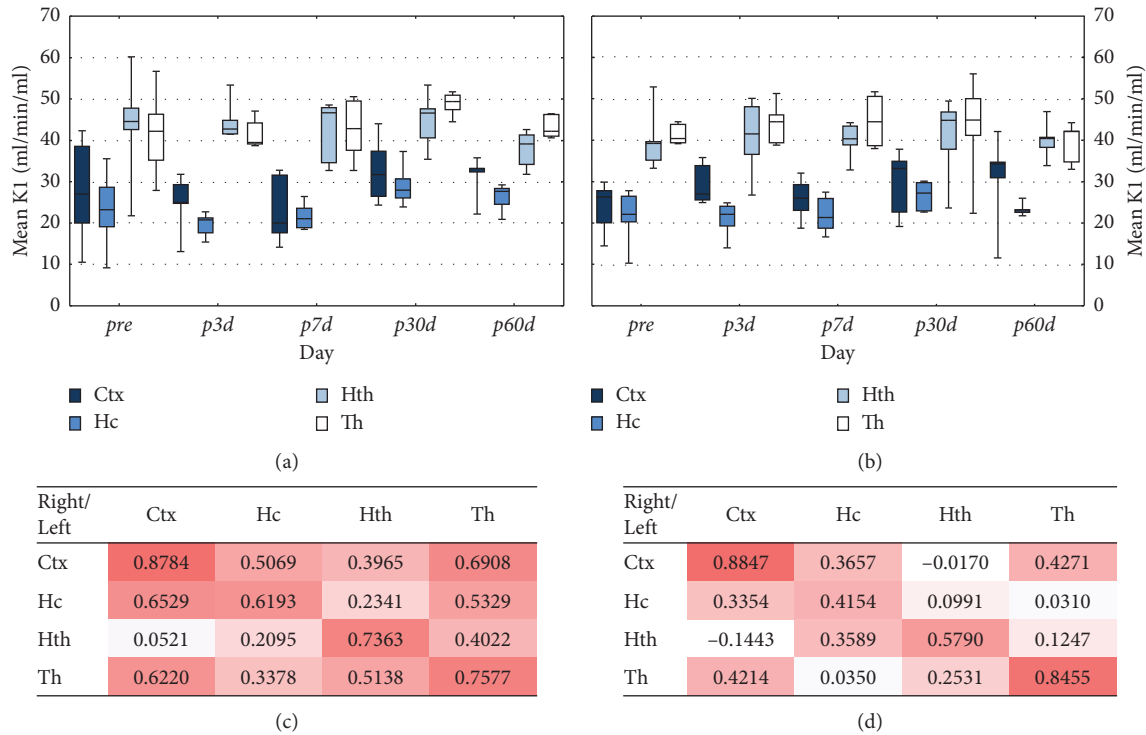 70
60
50
40
30
20
10
0
Mean K1 (ml/min/ml)
pre p3d p7d p30d p60d
Day
Ctx Hth
Hc Th
(a)
70
60
50
40
30
20
10
0
Mean K1 (ml/min/ml)
pre p3d p7d p30d p60d
Day
Ctx Hth
Hc Th
(b)
Right/
Left Ctx Hc Hth Th
Ctx 0.8784 0.5069 0.3965 0.6908
Hc 0.6529 0.6193 0.2341 0.5329
Hth 0.0521 0.2095 0.7363 0.4022
Th 0.6220 0.3378 0.5138 0.7577
(c)
Right/
Left Ctx Hc Hth Th
Ctx 0.8847 0.3657 –0.0170 0.4271
Hc 0.3354 0.4154 0.0991 0.0310
Hth –0.1443 0.3589 0.5790 0.1247
Th 0.4214 0.0350 0.2531 0.8455
(d)